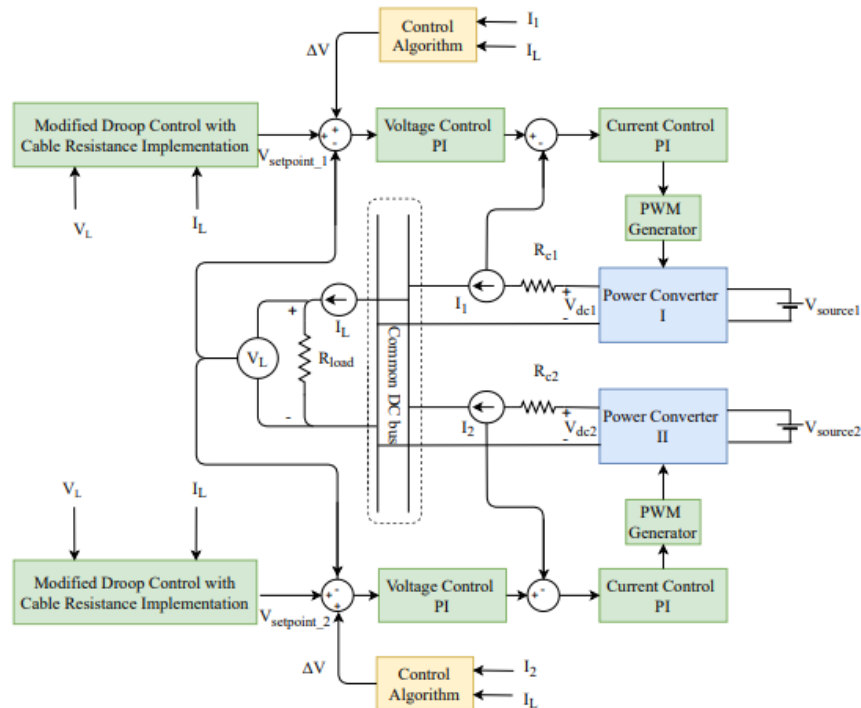 Control
Algorithm
I1
IL
ΔV
Modified Droop Control with
Cable Resistance Implementation
Vsetpoint_1
+
+
-
Voltage Control
PI
+
-
Current Control
PI
VL
IL
PWM
Generator
Rc1
I1
+
Vdc1
-
Power Converter
I
Vsource1
+
IL
VL
Rload
-
Common DC bus
Rc2
I2
+
Vdc2
-
Power Converter
II
Vsource2
VL
IL
PWM
Generator
Modified Droop Control with
Cable Resistance Implementation
Vsetpoint_2
+
-
+
Voltage Control
PI
+
-
Current Control
PI
ΔV
Control
Algorithm
I2
IL